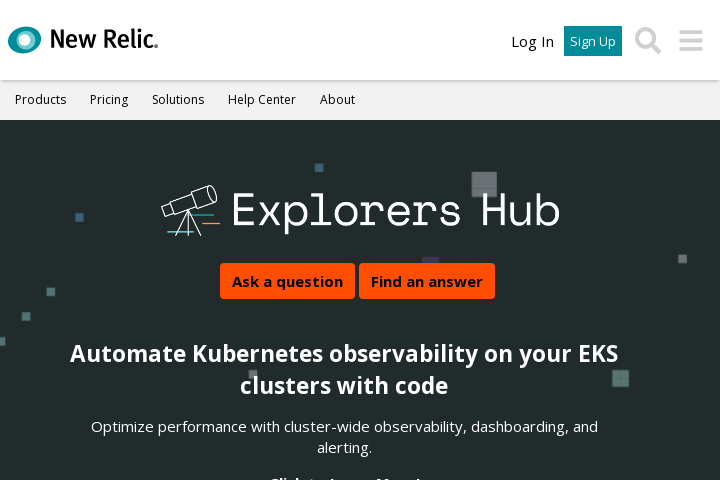 New Relic.
Log In
Sign Up
Products
Pricing
Solutions
Help Center
About
Explorers Hub
Ask a question
Find an answer
Automate Kubernetes observability on your EKS
clusters with code
Optimize performance with cluster-wide observability, dashboarding, and
alerting.